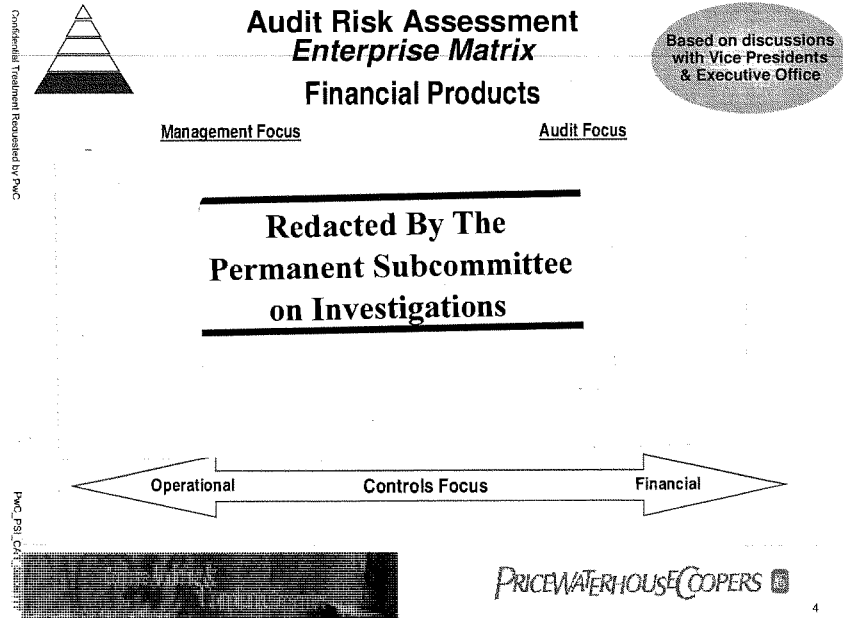 Confidential Treatment Requested by PwC
Audit Risk Assessment
Enterprise Matrix
Financial Products
Based on discussions
with Vice Presidents
& Executive Office
Management Focus
Audit Focus
Redacted By The
Permanent Subcommittee
on Investigations
Operational
Controls Focus
Financial
PRICEWATERHOUSECOOPERS
4